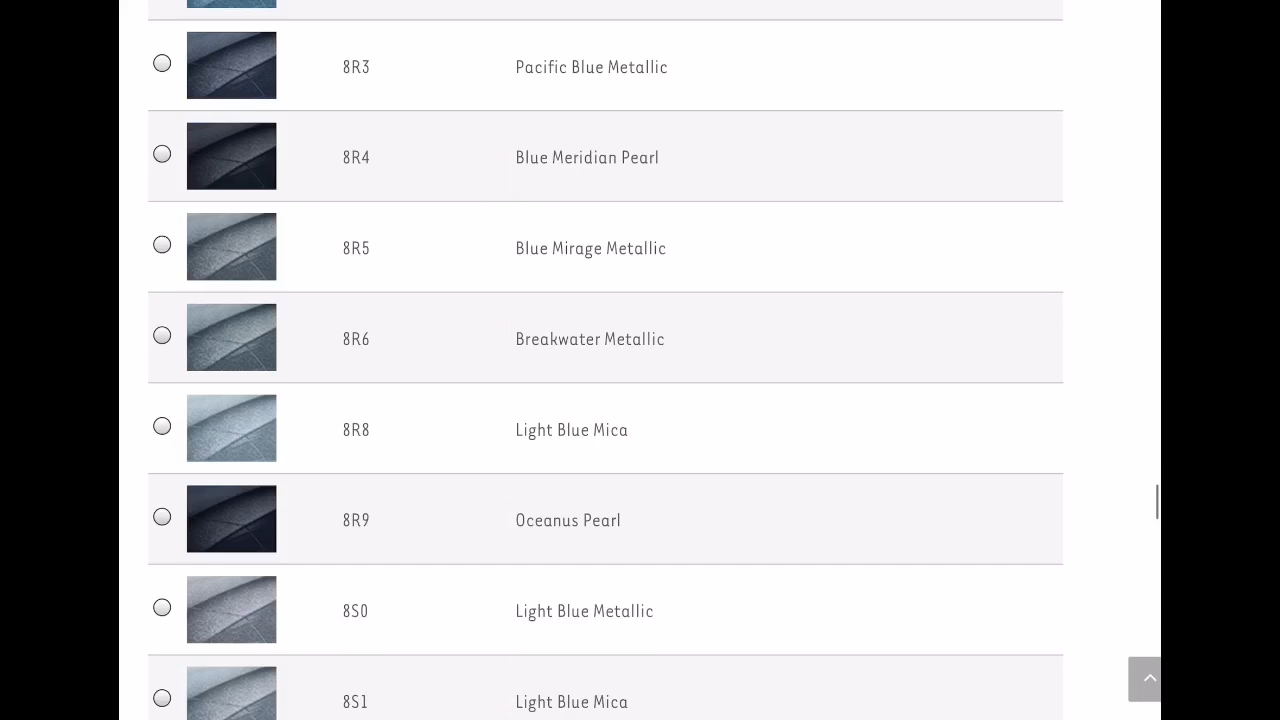 8R3 Pacific Blue Metallic
8R4 Blue Meridian Pearl
8R5 Blue Mirage Metallic
8R6 Breakwater Metallic
8R8 Light Blue Mica
8R9 Oceanus Pearl
8S0 Light Blue Metallic
8S1 Light Blue Mica